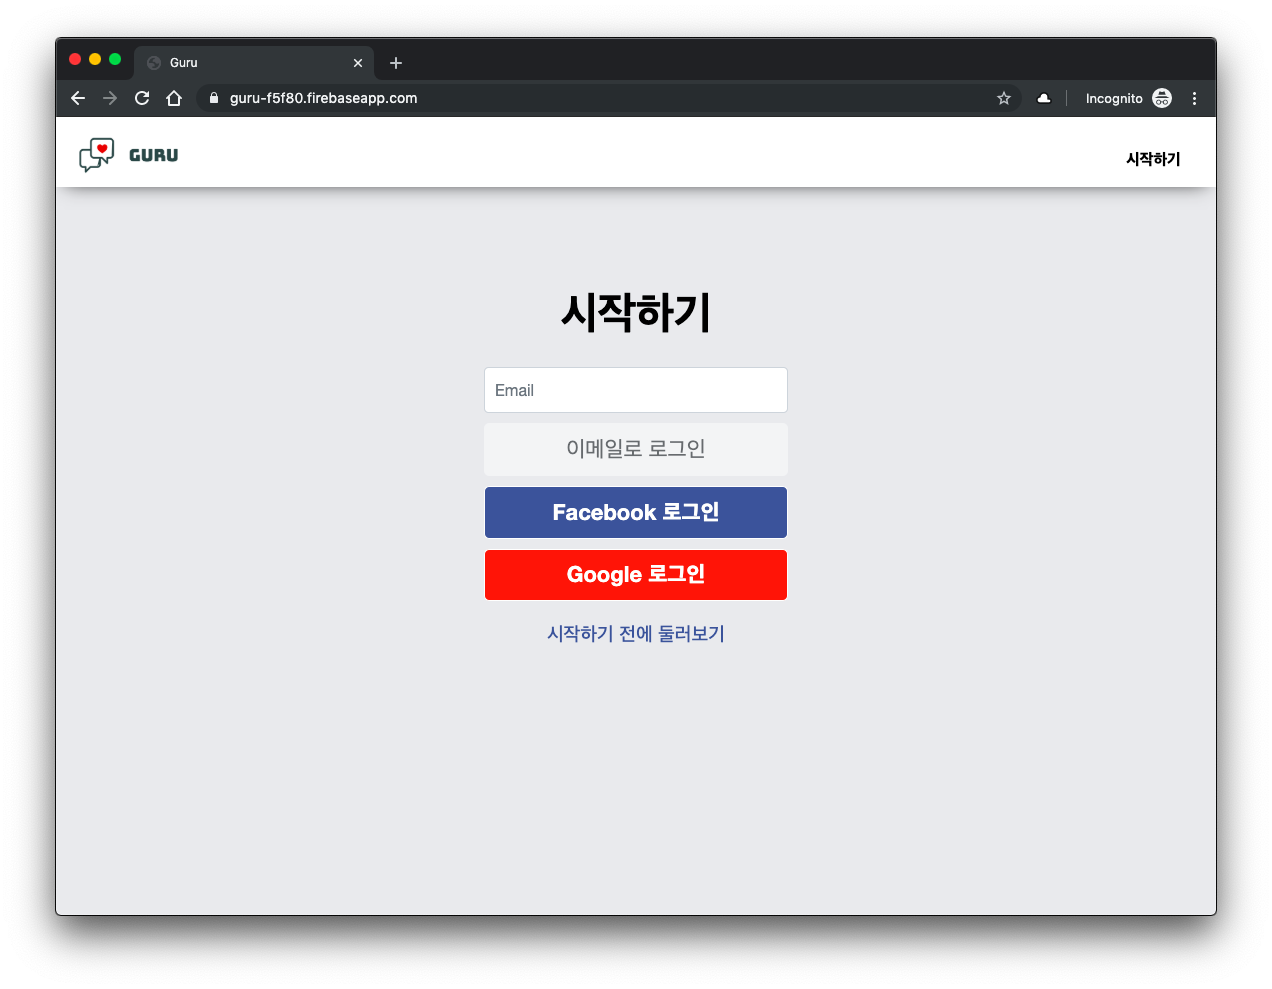 Guru
guru-f5f80.firebaseapp.com
Incognito
GURU
시작하기
시작하기
Email
이메일로 로그인
Facebook 로그인
Google 로그인
시작하기 전에 둘러보기